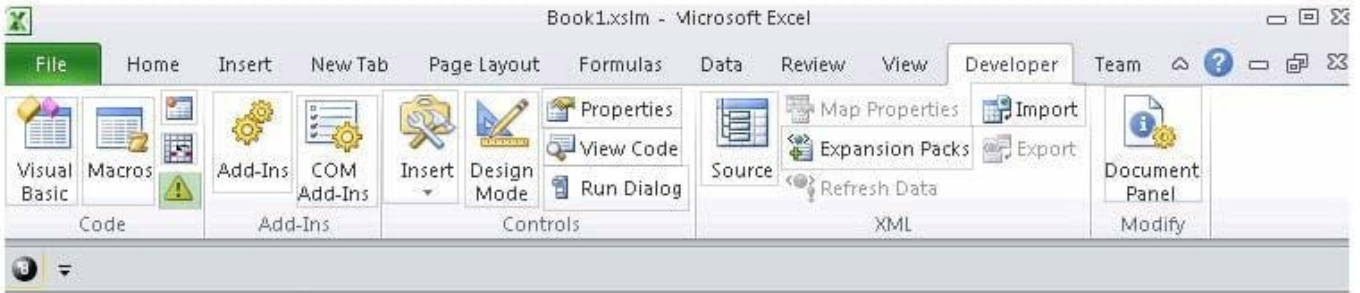 Book1.xslm - Microsoft Excel
File Home Insert New Tab Page Layout Formulas Data Review View Developer Team
Visual Basic
Macros
Add-Ins
COM Add-Ins
Insert
Design Mode
Properties
View Code
Run Dialog
Source
Map Properties
Expansion Packs
Refresh Data
Import
Export
Document Panel
Code Add-Ins Controls XML Modify